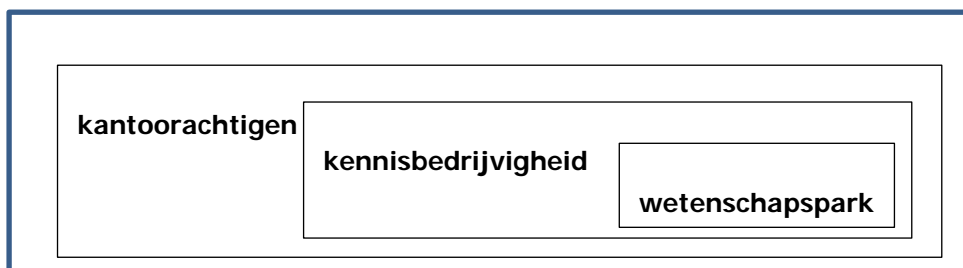 kantoorachtigen
kennisbedrijvigheid
wetenschapspark